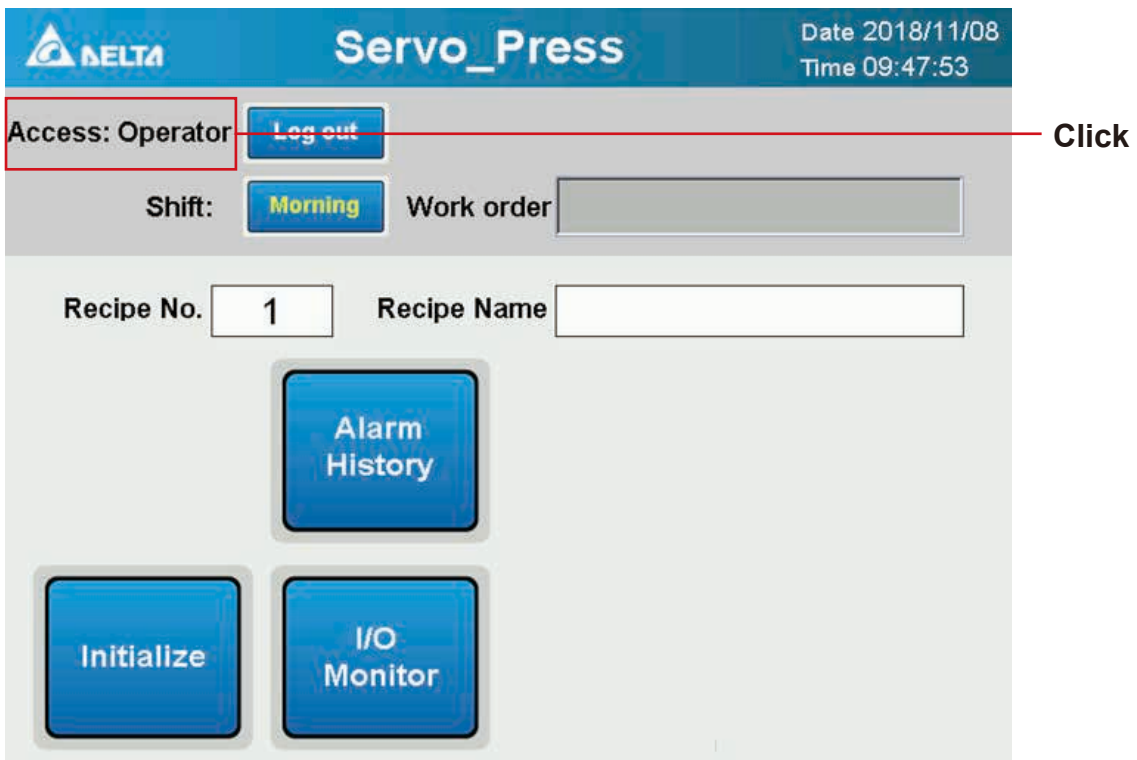 DELTA
Servo_Press
Date 2018/11/08
Time 09:47:53
Access: Operator
Log out
Click
Shift:
Morning
Work order
Recipe No.
1
Recipe Name
Alarm
History
Initialize
I/O
Monitor